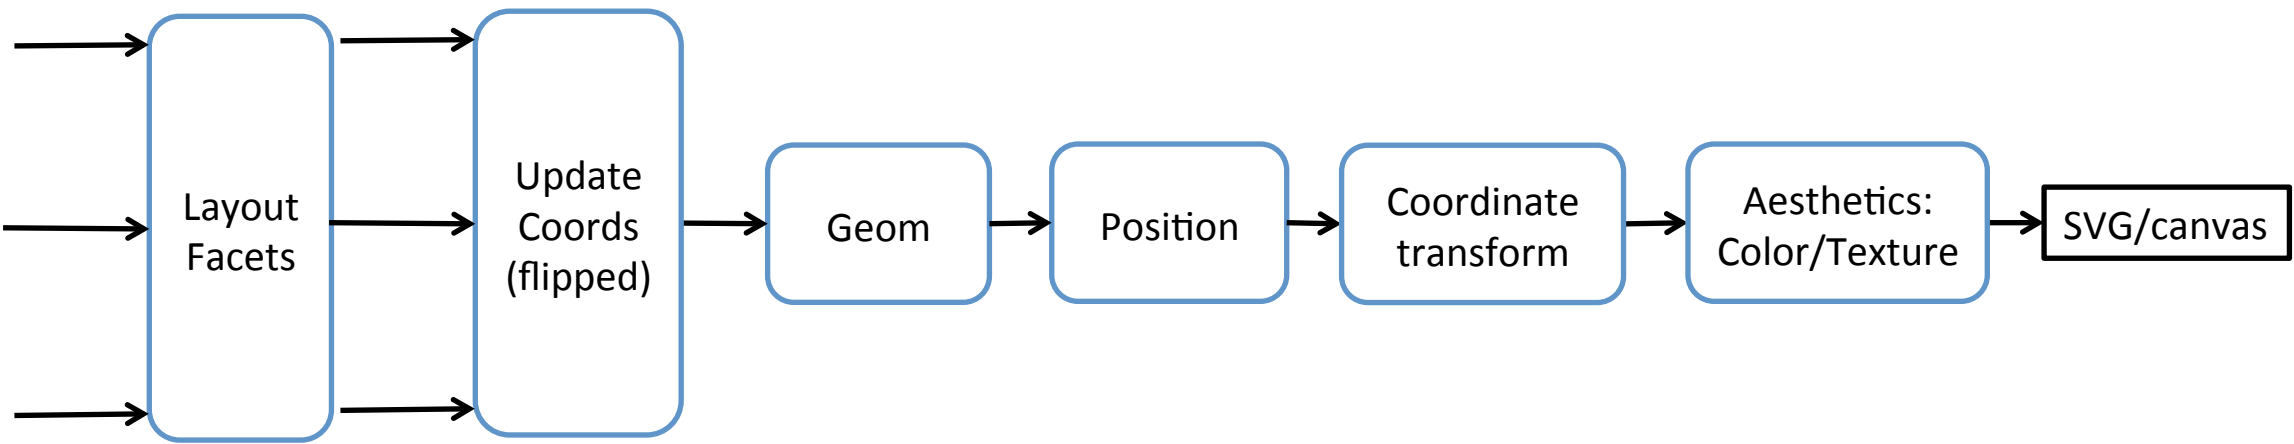 Layout
Facets
Update
Coords
(flipped)
Geom
Position
Coordinate
transform
Aesthetics:
Color/Texture
SVG/canvas